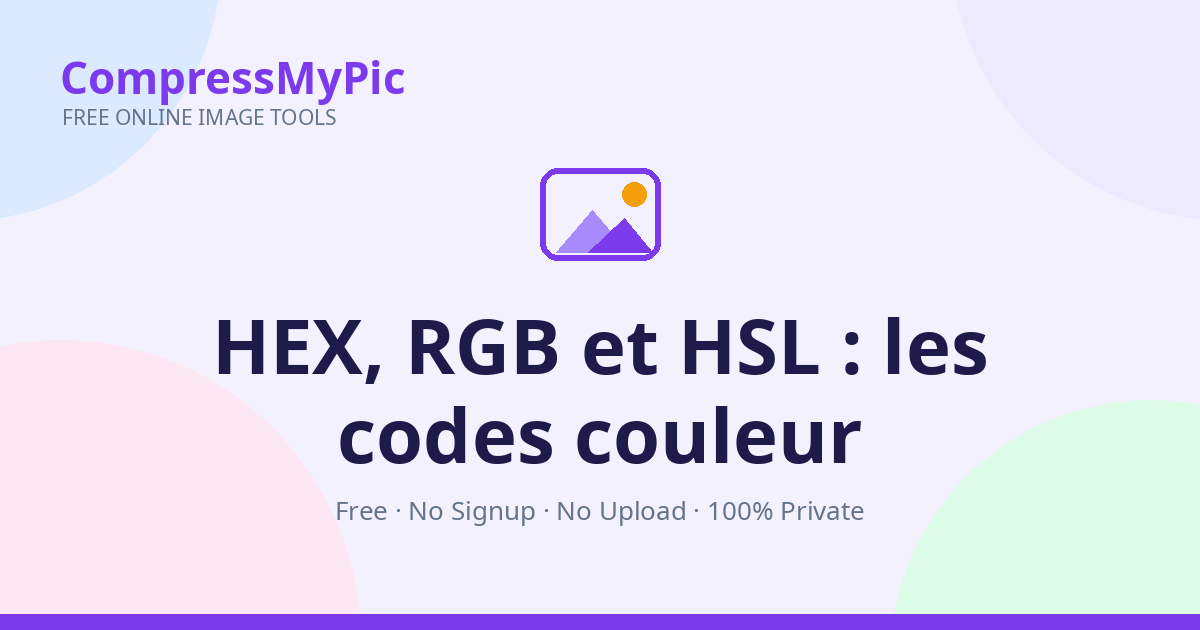 CompressMyPic
FREE ONLINE IMAGE TOOLS
HEX, RGB et HSL : les
codes couleur
Free · No Signup · No Upload · 100% Private